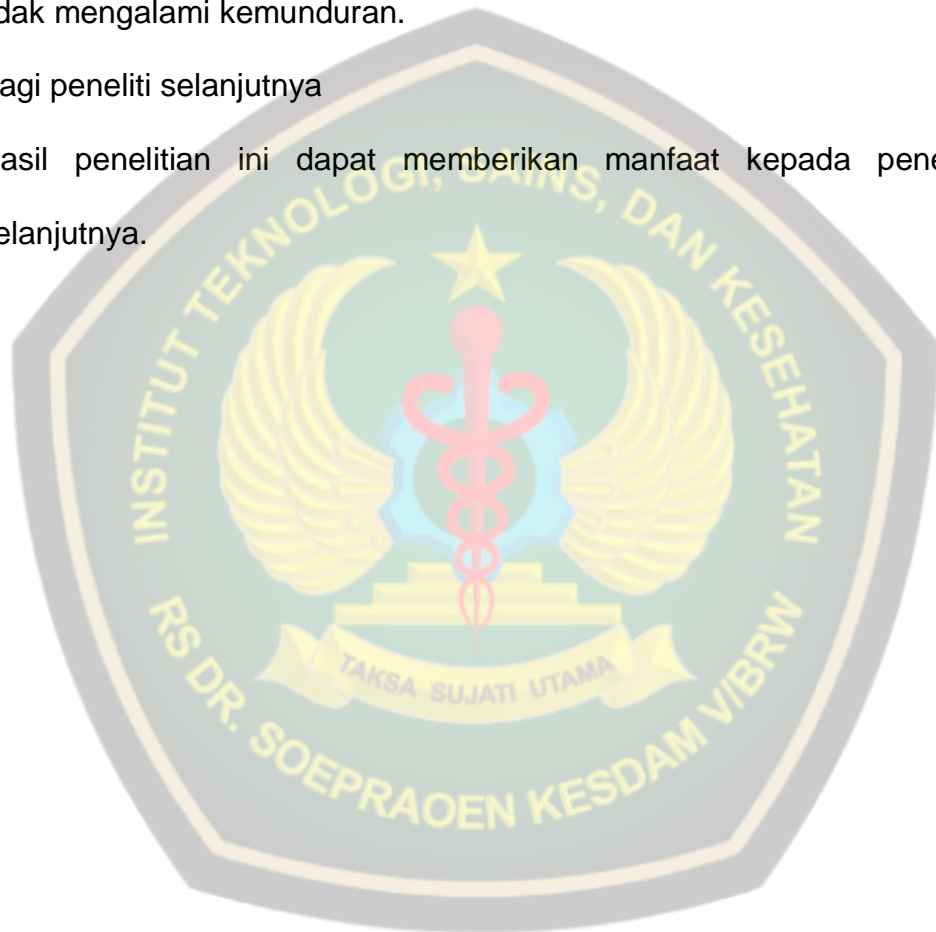 dak mengalami kemunduran.
agi peneliti selanjutnya
asil penelitian ini dapat memberikan manfaat kepada pene
elanjutnya.
INSTITUT TEKNOLOGI, SAINS, DAN KESEHATAN
TAKSA SUJATI UTAMA
RS DR. SOEPRAOEN KESDAM V/BRW